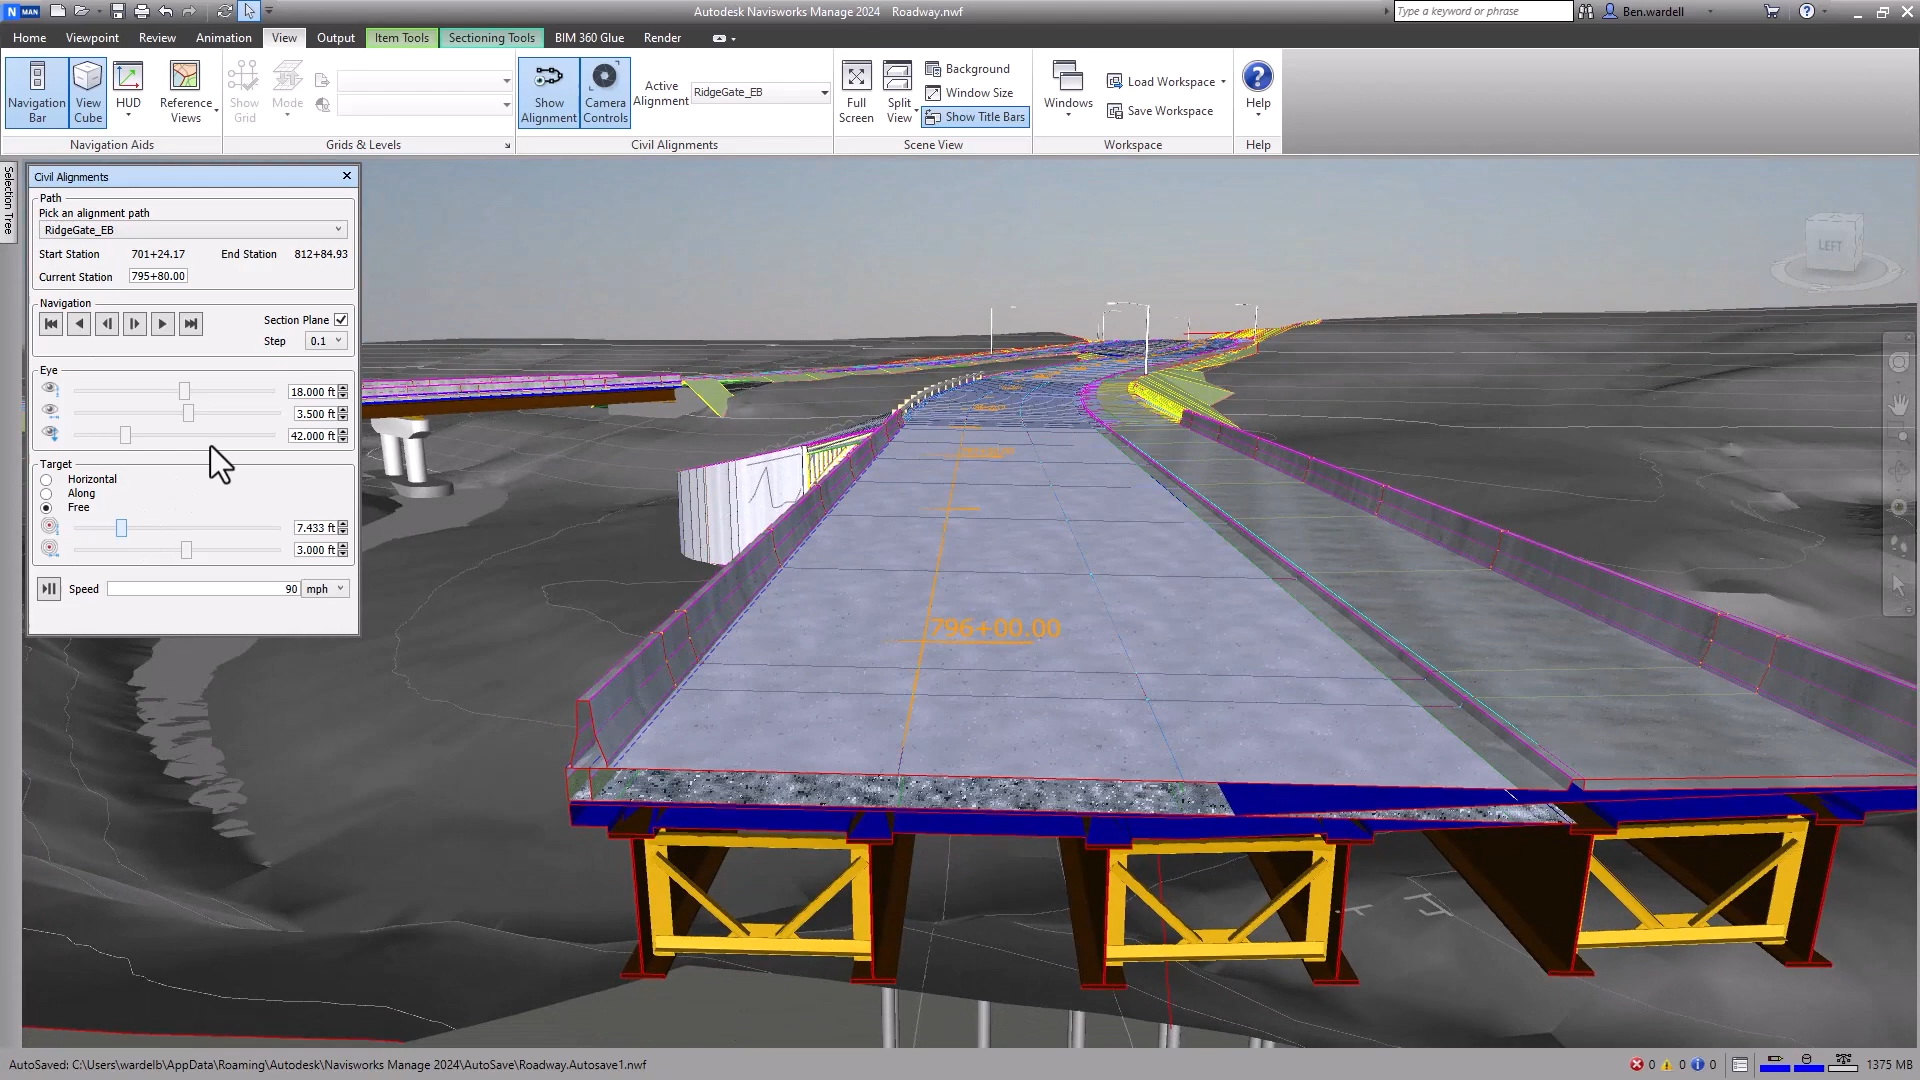 N MAN
Autodesk Navisworks Manage 2024 Roadway.nwf
Type a keyword or phrase
Ben.wardell
Home Viewpoint Review Animation View Output Item Tools Sectioning Tools BIM 360 Glue Render
Navigation Bar
View Cube
HUD
Reference Views
Navigation Aids
Show Grid
Mode
Grids & Levels
Show Alignment
Camera Controls
Active Alignment
RidgeGate_EB
Civil Alignments
Full Screen
Split View
Background
Window Size
Show Title Bars
Scene View
Windows
Load Workspace
Save Workspace
Workspace
Help
Help
Selection Tree
Civil Alignments
Path
Pick an alignment path
RidgeGate_EB
Start Station 701+24.17 End Station 812+84.93
Current Station 795+80.00
Navigation
Section Plane
Step 0.1
Eye
18.000 ft
3.500 ft
42.000 ft
Target
Horizontal
Along
Free
7.433 ft
3.000 ft
Speed 90 mph
LEFT
796+00.00
AutoSaved: C:\Users\wardelb\AppData\Roaming\Autodesk\Navisworks Manage 2024\AutoSave\Roadway.Autosave1.nwf
0 0 0 1375 MB